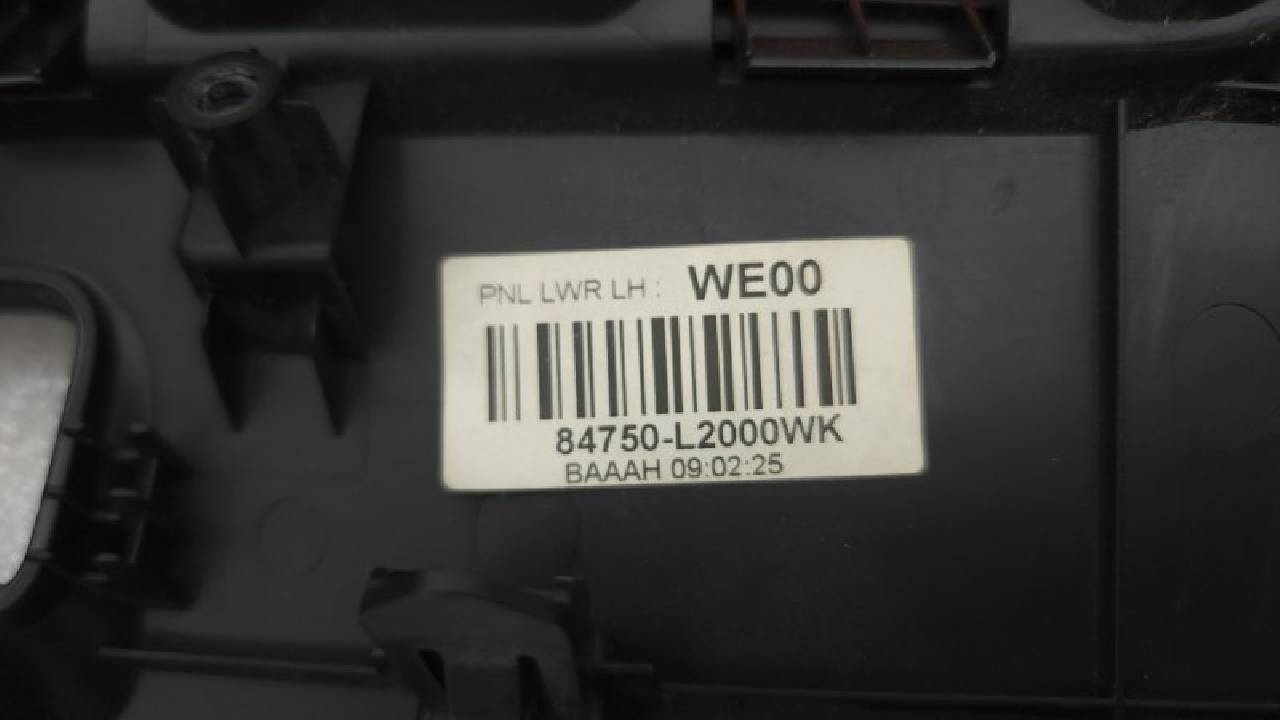 PNL LWR LH : WE00
84750-L2000WK
BAAAH 09:02:25